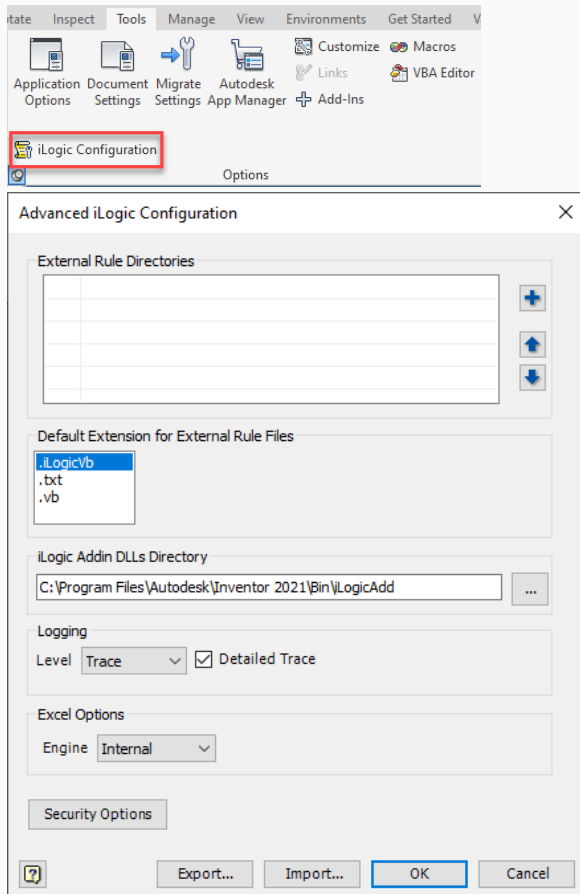 tate Inspect Tools Manage View Environments Get Started V
Application Options
Document Settings
Migrate Settings
Autodesk App Manager
Customize
Macros
Links
VBA Editor
Add-Ins
iLogic Configuration
Options
Advanced iLogic Configuration
External Rule Directories
Default Extension for External Rule Files
.iLogicVb
.txt
.vb
iLogic Addin DLLs Directory
C:\Program Files\Autodesk\Inventor 2021\Bin\iLogicAdd
...
Logging
Level Trace Detailed Trace
Excel Options
Engine Internal
Security Options
Export... Import... OK Cancel